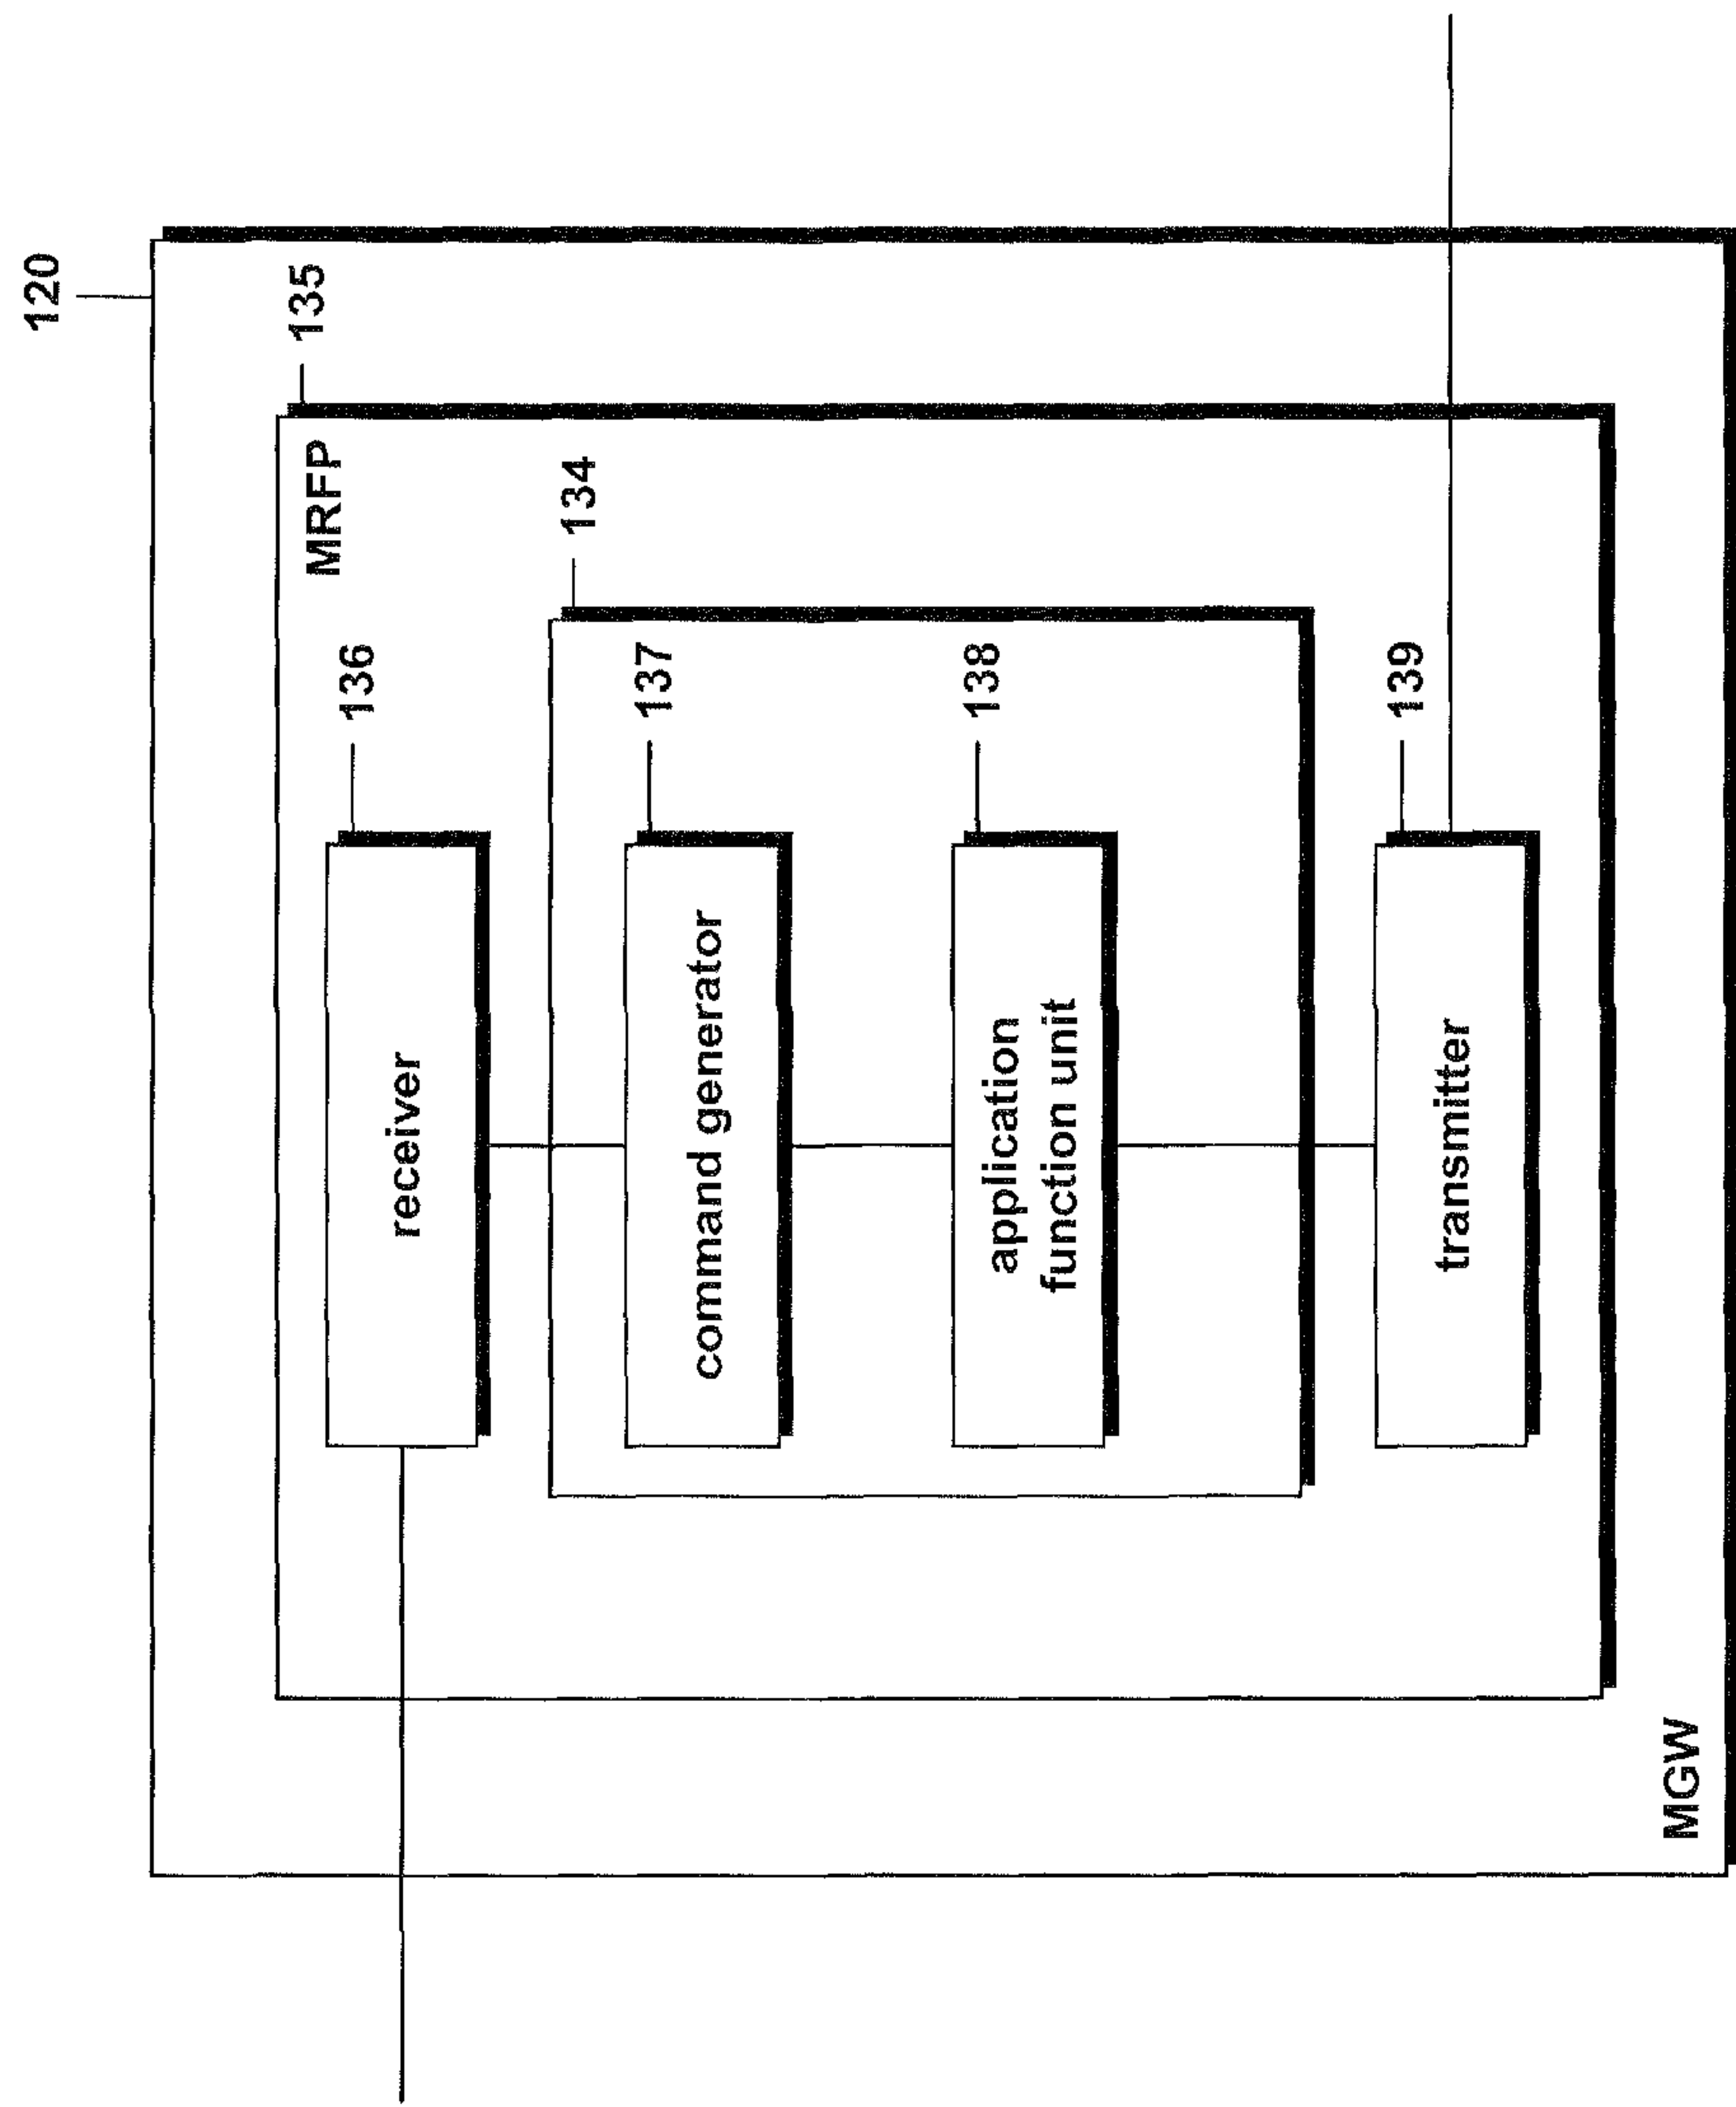 120
135
MRFP
136
receiver
134
137
command generator
138
application
function unit
139
transmitter
MGW